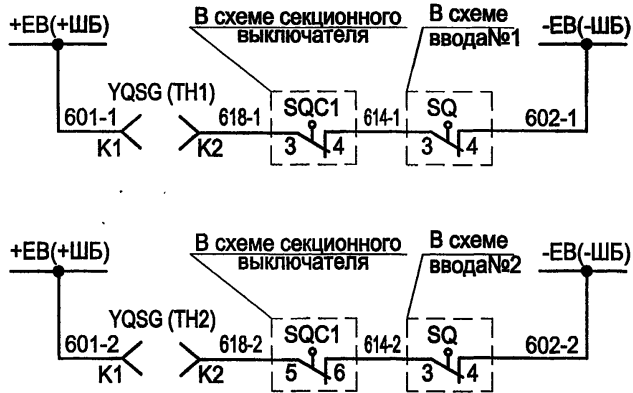 +ЕВ(+ШБ)
В схеме секционного
выключателя
В схеме
ввода№1
-ЕВ(-ШБ)
YQSG (ТН1)
601-1
К1
К2
618-1
SQC1
3 4
614-1
SQ
3 4
602-1
+ЕВ(+ШБ)
В схеме секционного
выключателя
В схеме
ввода№2
-ЕВ(-ШБ)
YQSG (ТН2)
601-2
К1
К2
618-2
SQC1
5 6
614-2
SQ
3 4
602-2